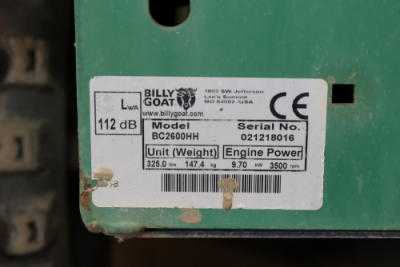 LWA
112 dB
BILLY GOAT
www.billygoat.com
1803 SW Jefferson
Lee's Summit
MO 64082 /USA
CE
Model Serial No.
BC2600HH 021218016
Unit (Weight) Engine Power
325.0 lbs 147.4 kg 9.70 kW 3500 rpm